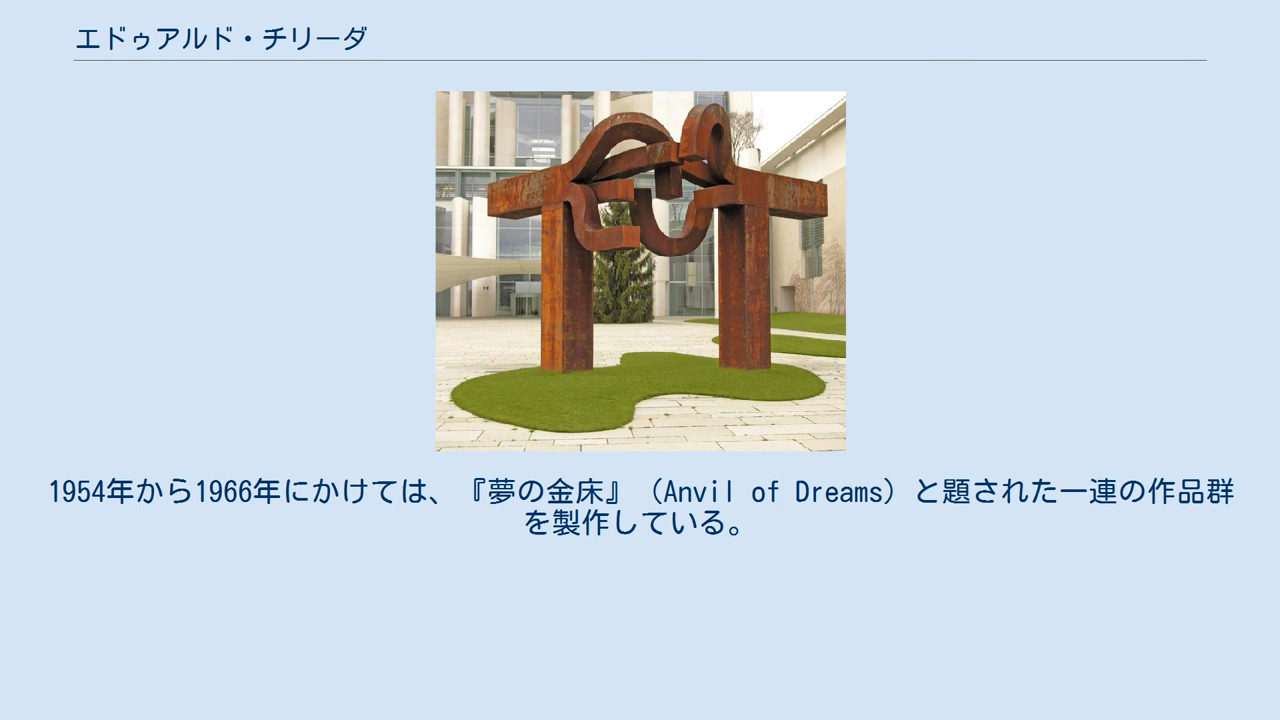 エドゥアルド・チリーダ
1954年から1966年にかけては、『夢の金床』（Anvil of Dreams）と題された一連の作品群
を製作している。